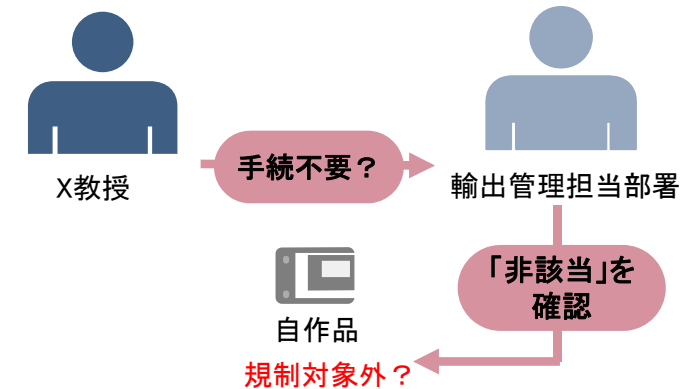 手続不要？
X教授
輸出管理担当部署
「非該当」を
確認
自作品
規制対象外？